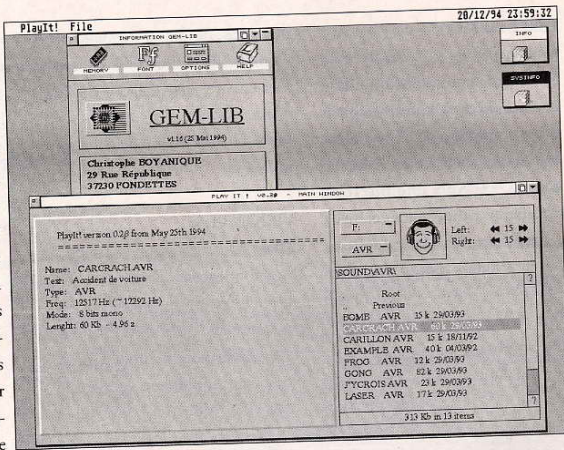 PlayIt! File 20/12/94 23:59:32
INFORMATION GEM-LIB
MEMORY FONT OPTIONS HELP
INFO
SYSINFO
GEM-LIB
v1.16 (25 Mai 1994)
Christophe BOYANIQUE
29 Rue République
37230 FONDETTES
PLAY IT ! V0.2β - MAIN WINDOW
PlayIt! version 0.2β from May 25th 1994
Name: CARCRACH.AVR
Text: Accident de voiture
Type: AVR
Freq: 12517 Hz (~12292 Hz)
Mode: 8 bits mono
Lenght: 60 Kb - 4.96 s
F:
AVR
Left: 15
Right: 15
\SOUND\AVR\
?
Root
.. Previous
BOMB AVR 15 k 29/03/93
CARCRACH AVR 60 k 29/03/93
CARILLON AVR 15 k 18/11/92
EXAMPLE AVR 40 k 04/03/92
FROG AVR 12 k 29/03/93
GONG AVR 82 k 29/03/93
J'YCROIS AVR 23 k 29/03/93
LASER AVR 17 k 29/03/93
?
313 Kb in 13 items
s
s
r
e